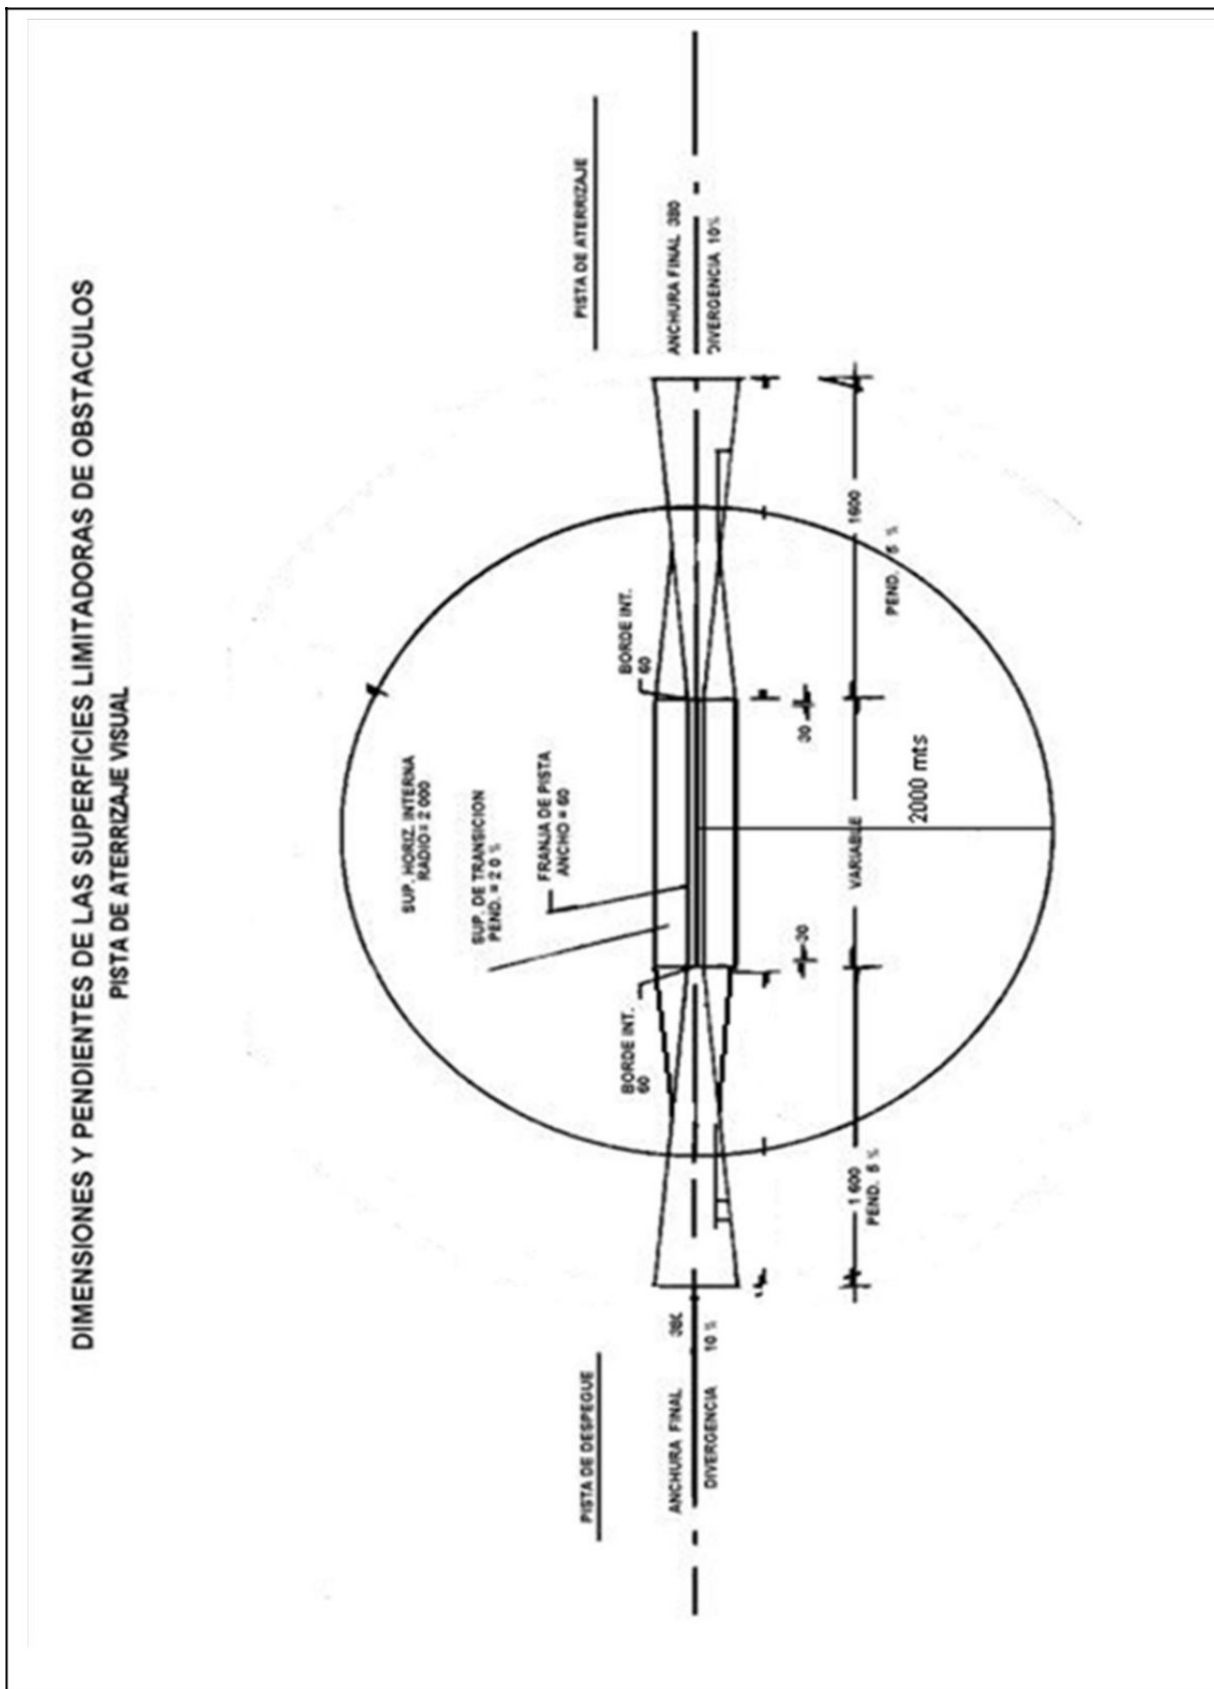 DIMENSIONES Y PENDIENTES DE LAS SUPERFICIES LIMITADORAS DE OBSTACULOS
PISTA DE ATERRIZAJE VISUAL
SUP. HORIZ. INTERNA
RADIO = 2 000
SUP. DE TRANSICION
PEND. = 2 0 %
FRANJA DE PISTA
ANCHO = 60
PISTA DE DESPEGUE
PISTA DE ATERRIZAJE
BORDE INT.
60
BORDE INT.
60
ANCHURA FINAL
DIVERGENCIA 10 %
ANCHURA FINAL 380
DIVERGENCIA 10%
30
30
1 600
PEND. 5 %
VARIABLE
1600
PEND. 5 %
2000 mts